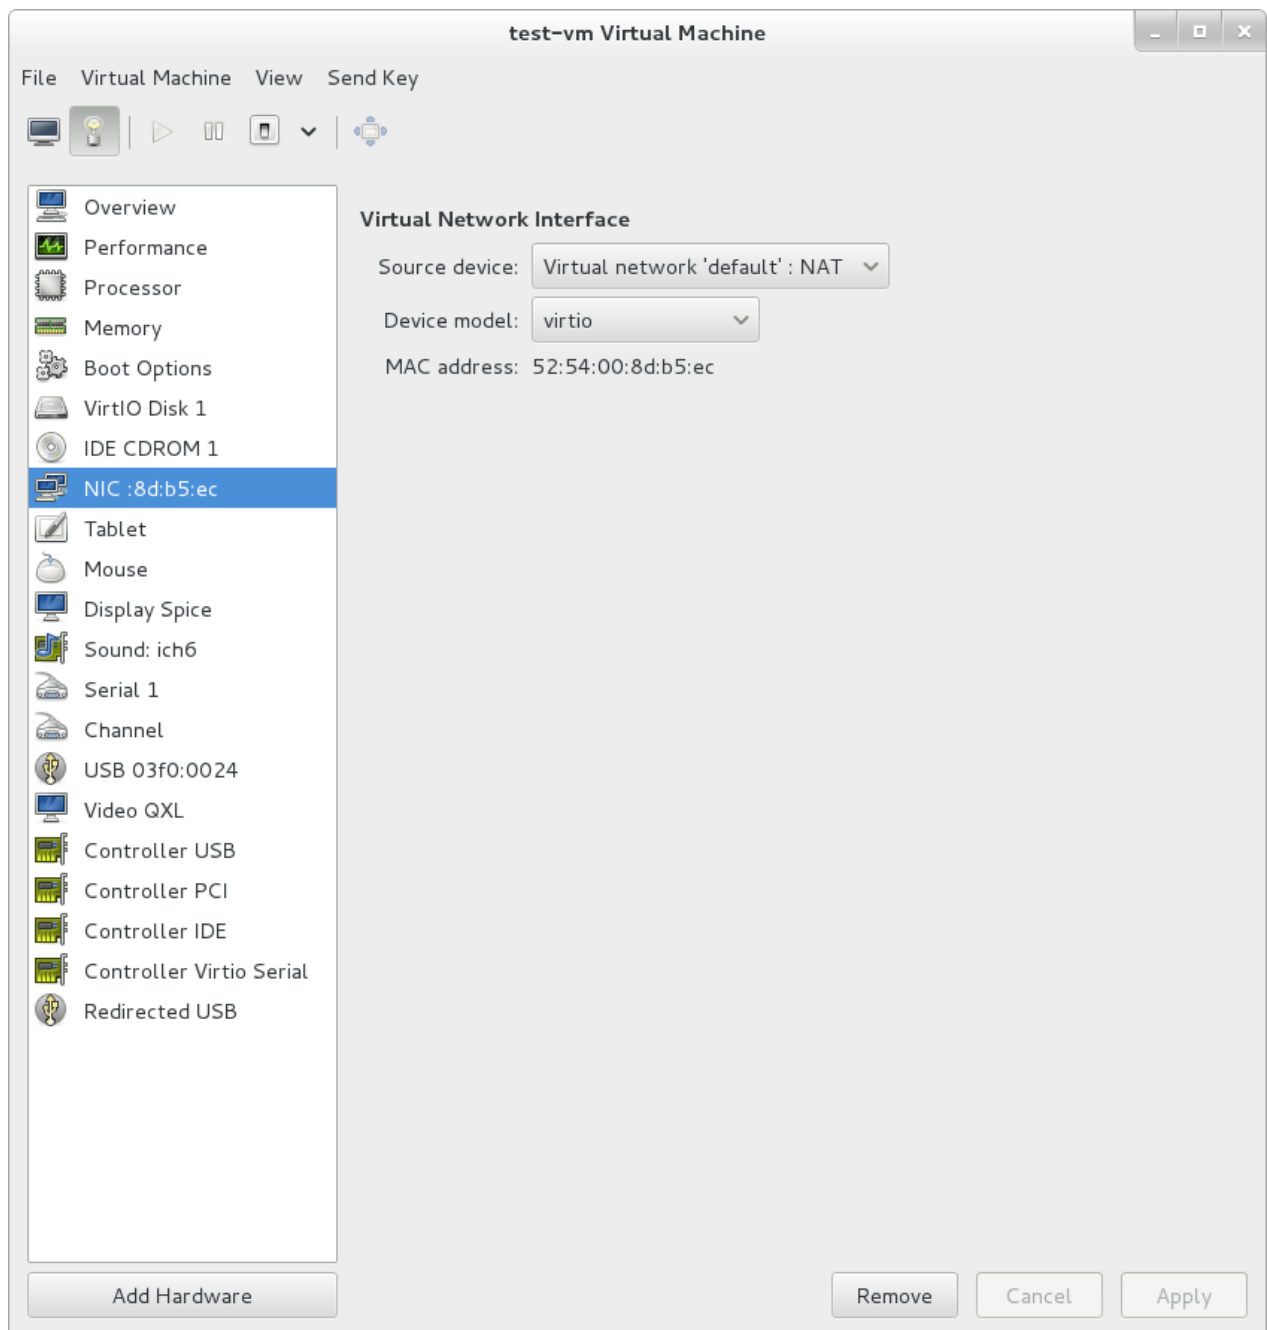 test-vm Virtual Machine
File Virtual Machine View Send Key
Overview
Performance
Processor
Memory
Boot Options
VirtIO Disk 1
IDE CDROM 1
NIC :8d:b5:ec
Tablet
Mouse
Display Spice
Sound: ich6
Serial 1
Channel
USB 03f0:0024
Video QXL
Controller USB
Controller PCI
Controller IDE
Controller Virtio Serial
Redirected USB
Add Hardware
Virtual Network Interface
Source device: Virtual network 'default' : NAT
Device model: virtio
MAC address: 52:54:00:8d:b5:ec
Remove Cancel Apply